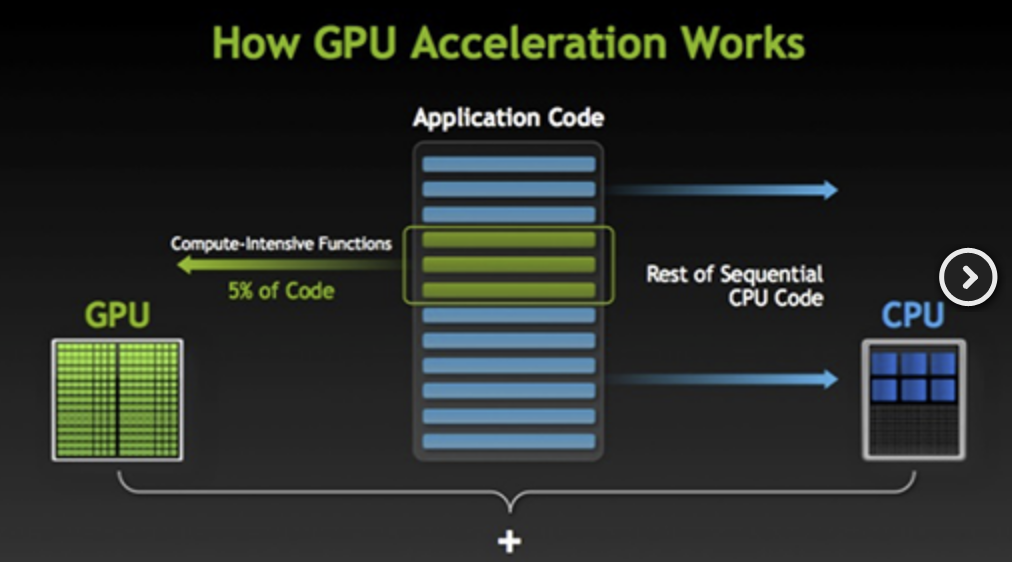 How GPU Acceleration Works
Application Code
Compute-Intensive Functions
5% of Code
Rest of Sequential
CPU Code
GPU
CPU
+